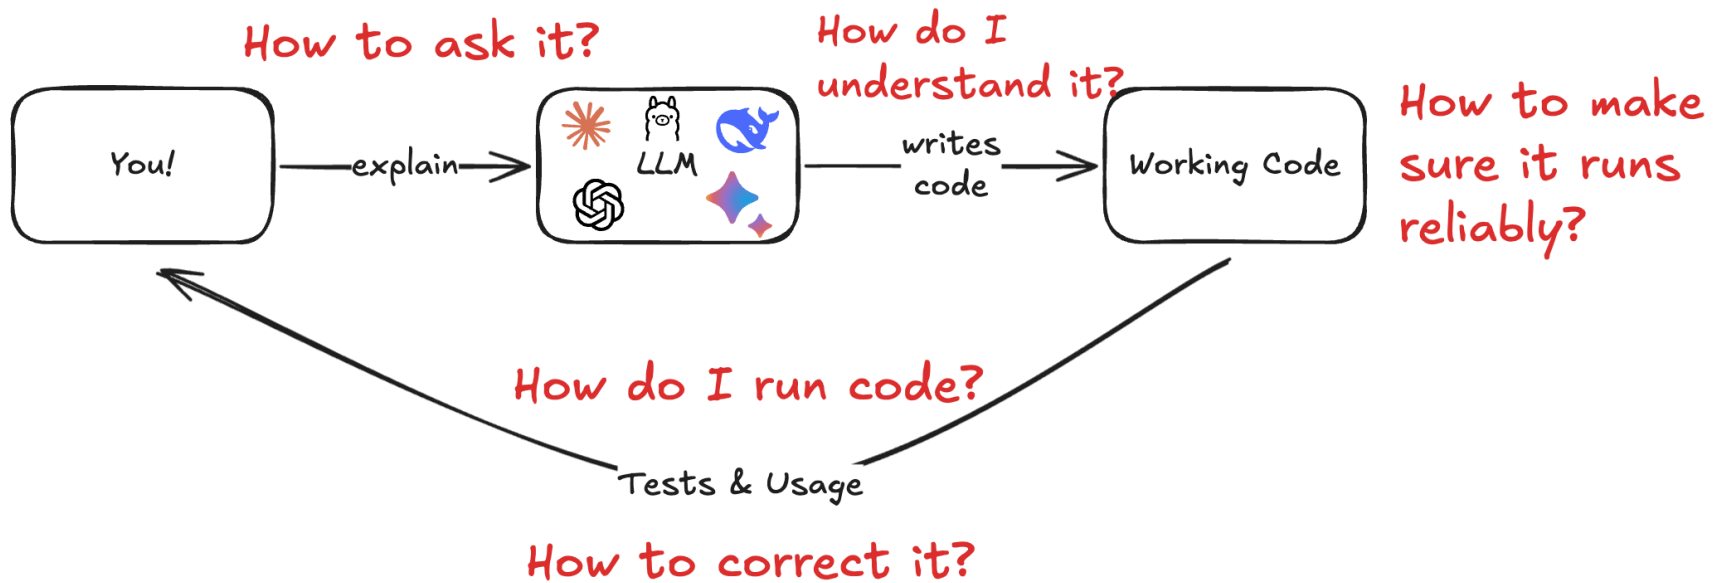 How to ask it?
How do I
understand it?
You!
explain
LLM
writes
code
Working Code
How to make
sure it runs
reliably?
How do I run code?
Tests & Usage
How to correct it?